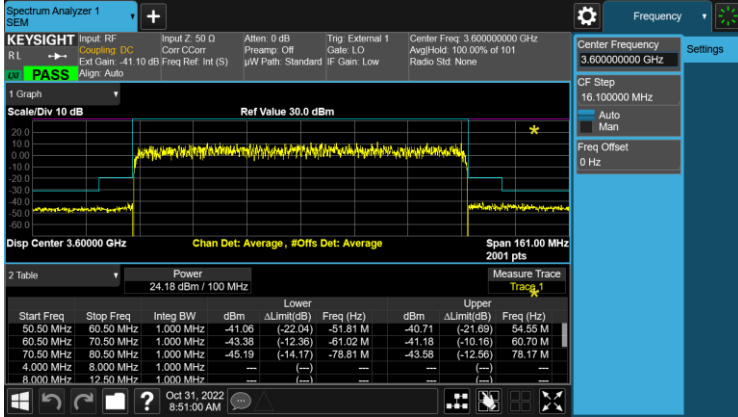 Spectrum Analyzer 1
SEM
Frequency
KEYSIGHT
RL
LXI
PASS
Input: RF
Coupling: DC
Ext Gain: -41.10 dB
Align: Auto
Input Z: 50 Ω
Corr CCorr
Freq Ref: Int (S)
Atten: 0 dB
Preamp: Off
µW Path: Standard
Trig: External 1
Gate: LO
IF Gain: Low
Center Freq: 3.600000000 GHz
Avg|Hold: 100.00% of 101
Radio Std: None
Center Frequency
3.600000000 GHz
Settings
CF Step
16.100000 MHz
Auto
Man
Freq Offset
0 Hz
1 Graph
Scale/Div 10 dB
Ref Value 30.0 dBm
20.0
10.0
0.00
-10.0
-20.0
-30.0
-40.0
-50.0
-60.0
Disp Center 3.60000 GHz
Chan Det: Average , #Offs Det: Average
Span 161.00 MHz
2001 pts
2 Table
Power
24.18 dBm / 100 MHz
Measure Trace
Trace 1
Lower Upper
Start Freq Stop Freq Integ BW dBm ΔLimit(dB) Freq (Hz) dBm ΔLimit(dB) Freq (Hz)
50.50 MHz 60.50 MHz 1.000 MHz -41.06 (-22.04) -51.81 M -40.71 (-21.69) 54.55 M
60.50 MHz 70.50 MHz 1.000 MHz -43.38 (-12.36) -61.02 M -41.18 (-10.16) 60.70 M
70.50 MHz 80.50 MHz 1.000 MHz -45.19 (-14.17) -78.81 M -43.58 (-12.56) 78.17 M
4.000 MHz 8.000 MHz 1.000 MHz --- (---) --- (---)
8.000 MHz 12.50 MHz 1.000 MHz --- (---) --- (---)
Oct 31, 2022
8:51:00 AM